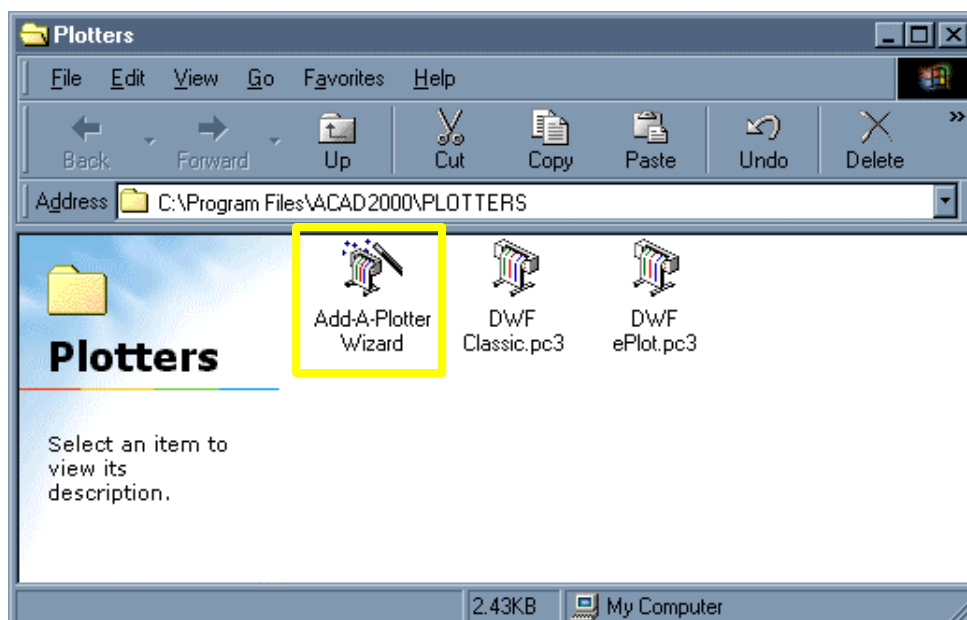 Plotters
File Edit View Go Favorites Help
Back Forward Up Cut Copy Paste Undo Delete »
Address C:\Program Files\ACAD2000\PLOTTERS
Plotters
Select an item to
view its
description.
Add-A-Plotter
Wizard
DWF
Classic.pc3
DWF
ePlot.pc3
2.43KB My Computer